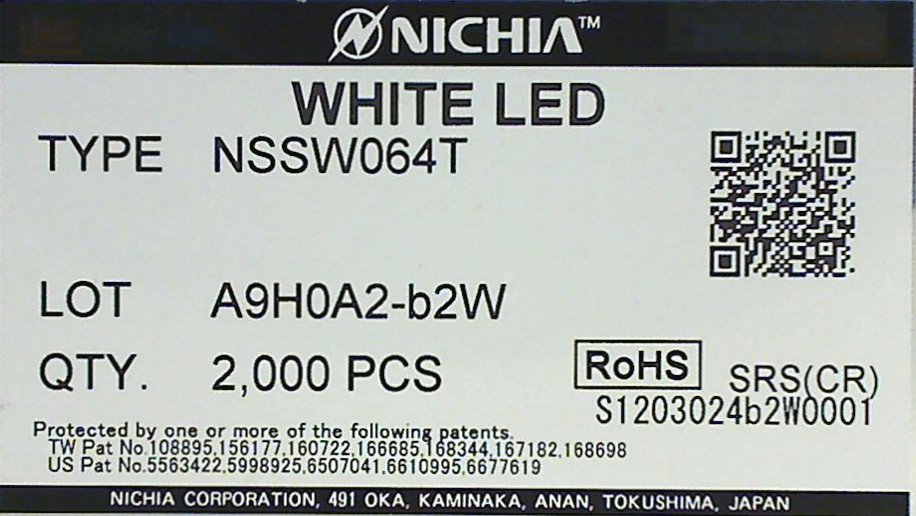 NICHIA™
WHITE LED
TYPE NSSW064T
LOT A9H0A2-b2W
QTY. 2,000 PCS
RoHS SRS(CR)
S1203024b2W0001
Protected by one or more of the following patents.
TW Pat No.108895,156177,160722,166685,168344,167182,168698
US Pat No.5563422,5998925,6507041,6610995,6677619
NICHIA CORPORATION, 491 OKA, KAMINAKA, ANAN, TOKUSHIMA, JAPAN